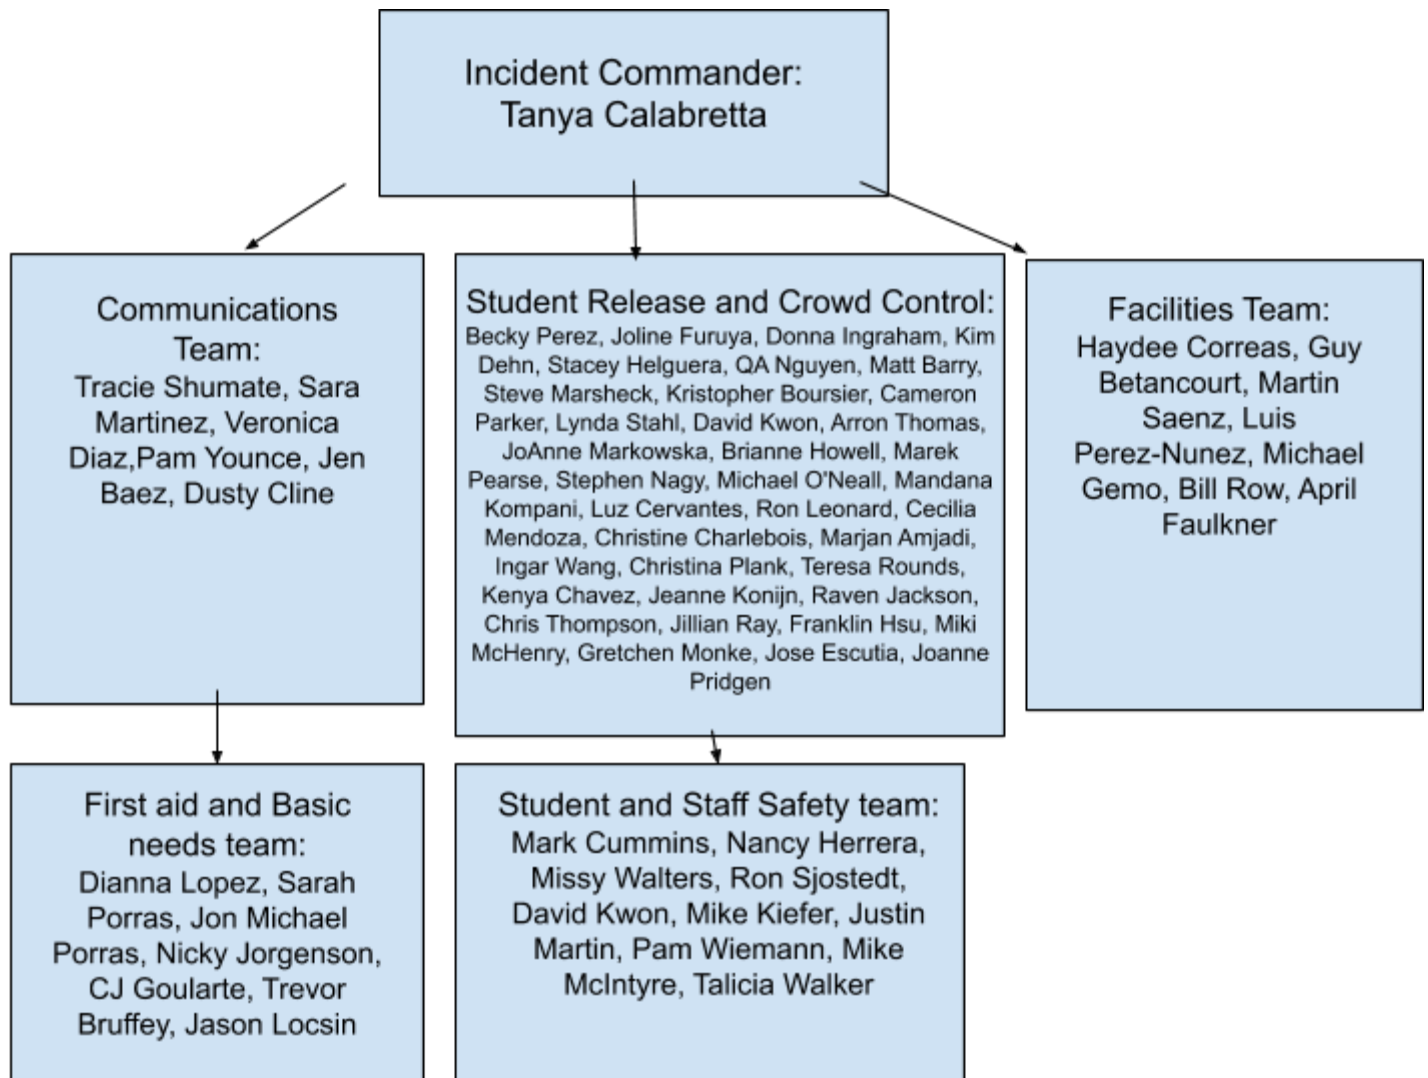 Incident Commander:
Tanya Calabretta
Communications
Team:
Tracie Shumate, Sara
Martinez, Veronica
Diaz,Pam Younce, Jen
Baez, Dusty Cline
Student Release and Crowd Control:
Becky Perez, Joline Furuya, Donna Ingraham, Kim
Dehn, Stacey Helguera, QA Nguyen, Matt Barry,
Steve Marsheck, Kristopher Boursier, Cameron
Parker, Lynda Stahl, David Kwon, Arron Thomas,
JoAnne Markowska, Brianne Howell, Marek
Pearse, Stephen Nagy, Michael O'Neall, Mandana
Kompani, Luz Cervantes, Ron Leonard, Cecilia
Mendoza, Christine Charlebois, Marjan Amjadi,
Ingar Wang, Christina Plank, Teresa Rounds,
Kenya Chavez, Jeanne Konijn, Raven Jackson,
Chris Thompson, Jillian Ray, Franklin Hsu, Miki
McHenry, Gretchen Monke, Jose Escutia, Joanne
Pridgen
Facilities Team:
Haydee Correas, Guy
Betancourt, Martin
Saenz, Luis
Perez-Nunez, Michael
Gemo, Bill Row, April
Faulkner
First aid and Basic
needs team:
Dianna Lopez, Sarah
Porras, Jon Michael
Porras, Nicky Jorgenson,
CJ Goularte, Trevor
Bruffey, Jason Locsin
Student and Staff Safety team:
Mark Cummins, Nancy Herrera,
Missy Walters, Ron Sjostedt,
David Kwon, Mike Kiefer, Justin
Martin, Pam Wiemann, Mike
McIntyre, Talicia Walker